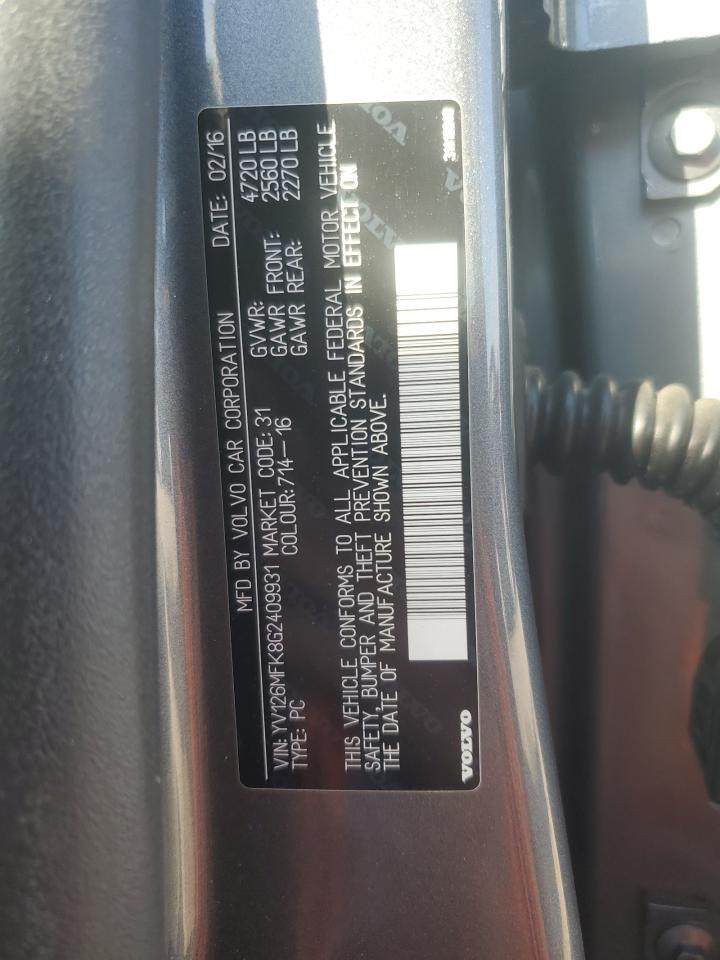 MFD BY VOLVO CAR CORPORATION DATE: 02/16
GVWR: 4720 LB
VIN: YV126MFK8G2409931 MARKET CODE: 31 GAWR FRONT: 2560 LB
TYPE: PC COLOUR: 714-16 GAWR REAR: 2270 LB
THIS VEHICLE CONFORMS TO ALL APPLICABLE FEDERAL MOTOR VEHICLE
SAFETY, BUMPER AND THEFT PREVENTION STANDARDS IN EFFECT ON
THE DATE OF MANUFACTURE SHOWN ABOVE.
VOLVO